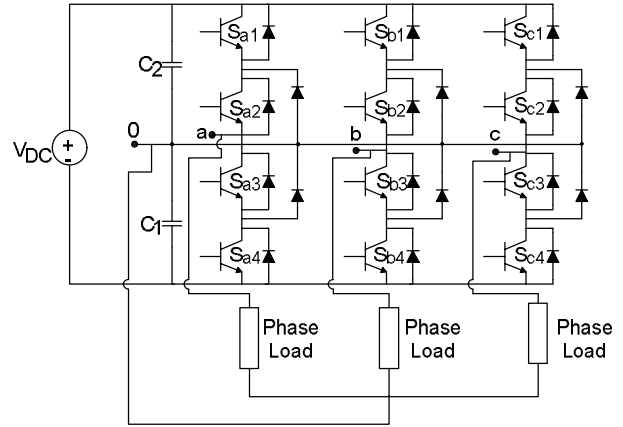 Sa1
Sb1
Sc1
C2
Sa2
Sb2
Sc2
0
a
b
c
VDC
+
-
Sa3
Sb3
Sc3
C1
Sa4
Sb4
Sc4
Phase
Load
Phase
Load
Phase
Load